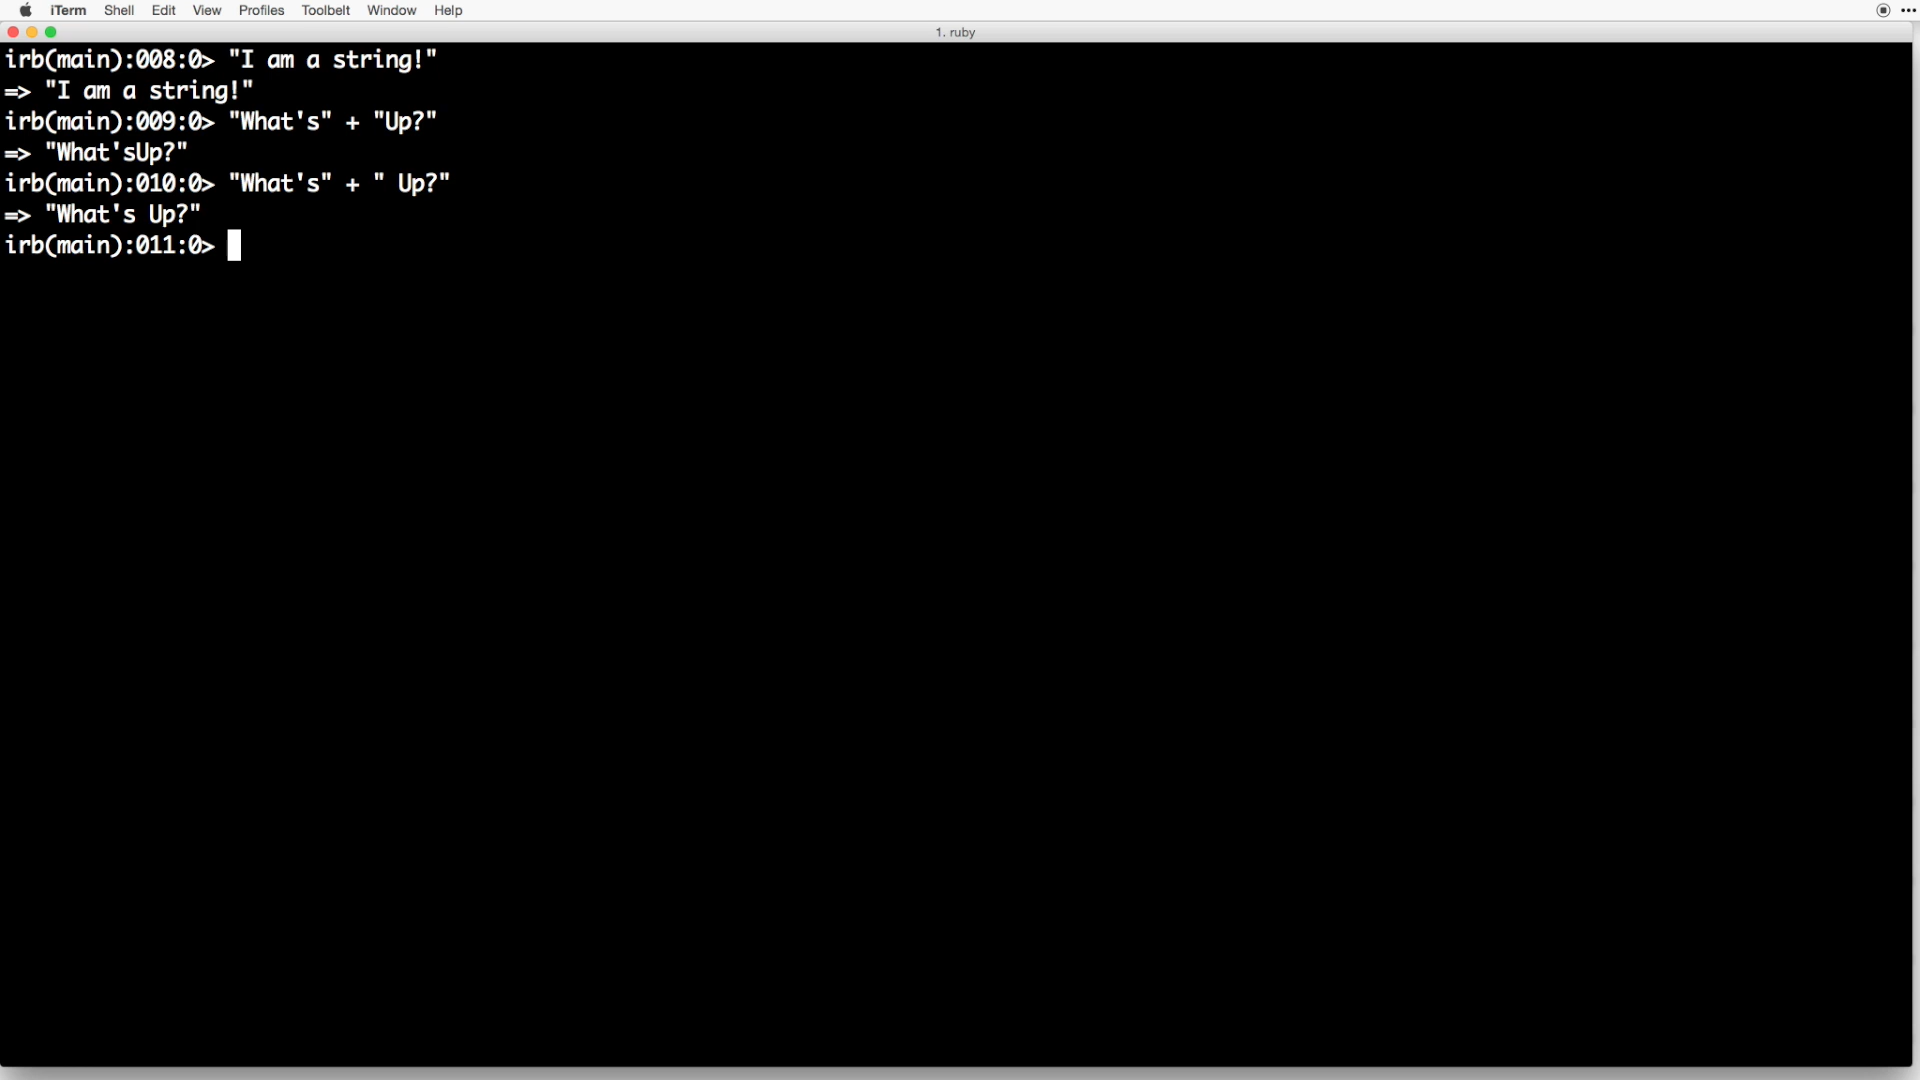 iTerm Shell Edit View Profiles Toolbelt Window Help
1. ruby
irb(main):008:0> "I am a string!"
=> "I am a string!"
irb(main):009:0> "What's" + "Up?"
=> "What'sUp?"
irb(main):010:0> "What's" + " Up?"
=> "What's Up?"
irb(main):011:0>